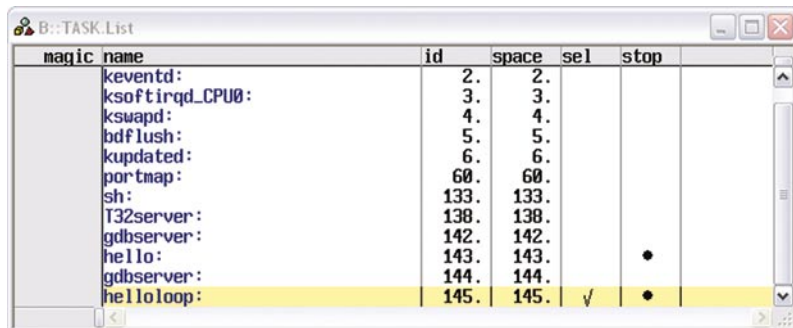 B::TASK.List
magic name id space sel stop
keventd: 2. 2.
ksoftirqd_CPU0: 3. 3.
kswapd: 4. 4.
bdflush: 5. 5.
kupdated: 6. 6.
portmap: 60. 60.
sh: 133. 133.
T32server: 138. 138.
gdbserver: 142. 142.
hello: 143. 143. ●
gdbserver: 144. 144.
helloloop: 145. 145. √ ●